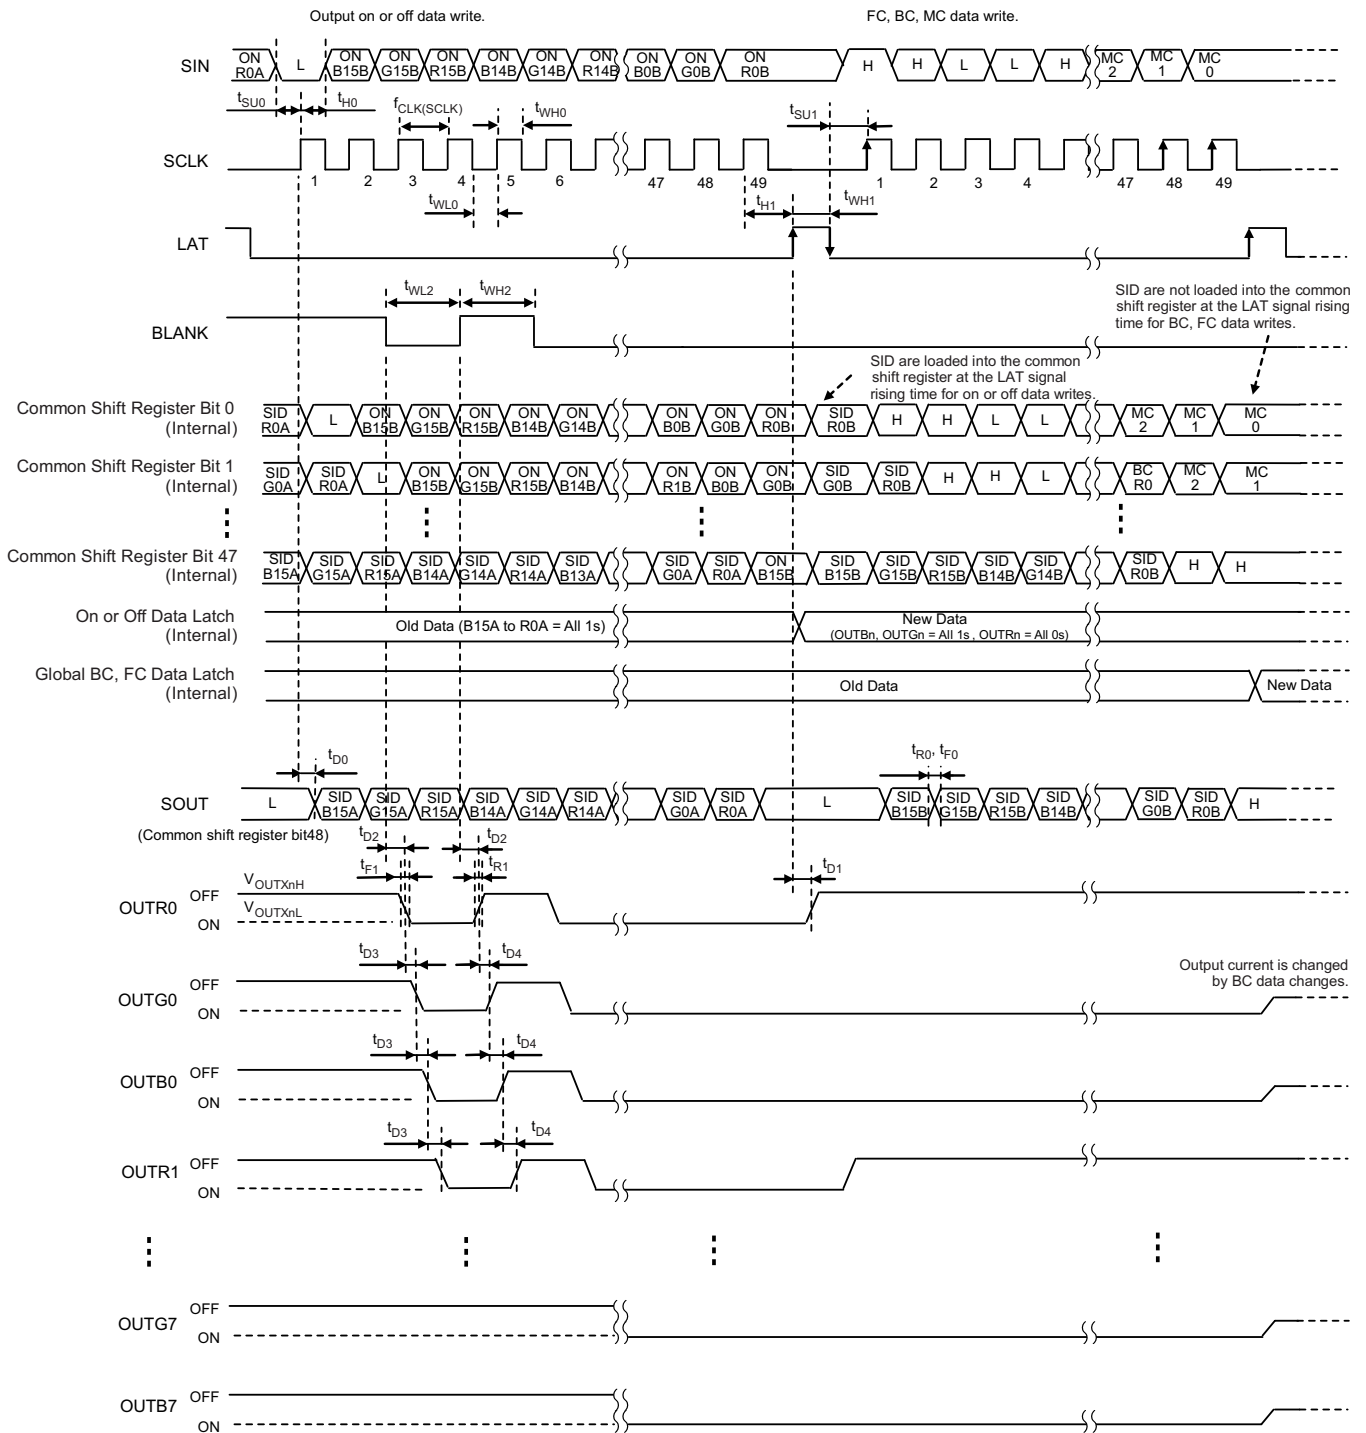 Output on or off data write.
FC, BC, MC data write.
SIN
ON R0A
L
ON B15B
ON G15B
ON R15B
ON B14B
ON G14B
ON R14B
ON B0B
ON G0B
ON R0B
H
H
L
L
H
MC 2
MC 1
MC 0
tSU0
tH0
fCLK(SCLK)
tWH0
tSU1
SCLK
1 2 3 4 5 6 47 48 49 1 2 3 4 47 48 49
tWL0
tH1
tWH1
LAT
tWL2
tWH2
SID are not loaded into the common
shift register at the LAT signal rising
time for BC, FC data writes.
BLANK
SID are loaded into the common
shift register at the LAT signal
rising time for on or off data writes.
Common Shift Register Bit 0
(Internal)
SID R0A
L
ON B15B
ON G15B
ON R15B
ON B14B
ON G14B
ON B0B
ON G0B
ON R0B
SID R0B
H
H
L
L
MC 2
MC 1
MC 0
Common Shift Register Bit 1
(Internal)
SID G0A
SID R0A
L
ON B15B
ON G15B
ON R15B
ON B14B
ON R1B
ON B0B
ON G0B
SID G0B
SID R0B
H
H
L
BC R0
MC 2
MC 1
Common Shift Register Bit 47
(Internal)
SID B15A
SID G15A
SID R15A
SID B14A
SID G14A
SID R14A
SID B13A
SID G0A
SID R0A
ON B15B
SID B15B
SID G15B
SID R15B
SID B14B
SID G14B
SID R0B
H
H
On or Off Data Latch
(Internal)
Old Data (B15A to R0A = All 1s)
New Data
(OUTBn, OUTGn = All 1s , OUTRn = All 0s)
Global BC, FC Data Latch
(Internal)
Old Data
New Data
tD0
tR0, tF0
SOUT
(Common shift register bit48)
L
SID B15A
SID G15A
SID R15A
SID B14A
SID G14A
SID R14A
SID G0A
SID R0A
L
SID B15B
SID G15B
SID R15B
SID B14B
SID G0B
SID R0B
H
tD2
tD2
tF1
tR1
tD1
OUTR0
OFF
VOUTXnH
VOUTXnL
ON
tD3
tD4
Output current is changed
by BC data changes.
OUTG0
OFF
ON
tD3
tD4
OUTB0
OFF
ON
tD3
tD4
OUTR1
OFF
ON
OUTG7
OFF
ON
OUTB7
OFF
ON